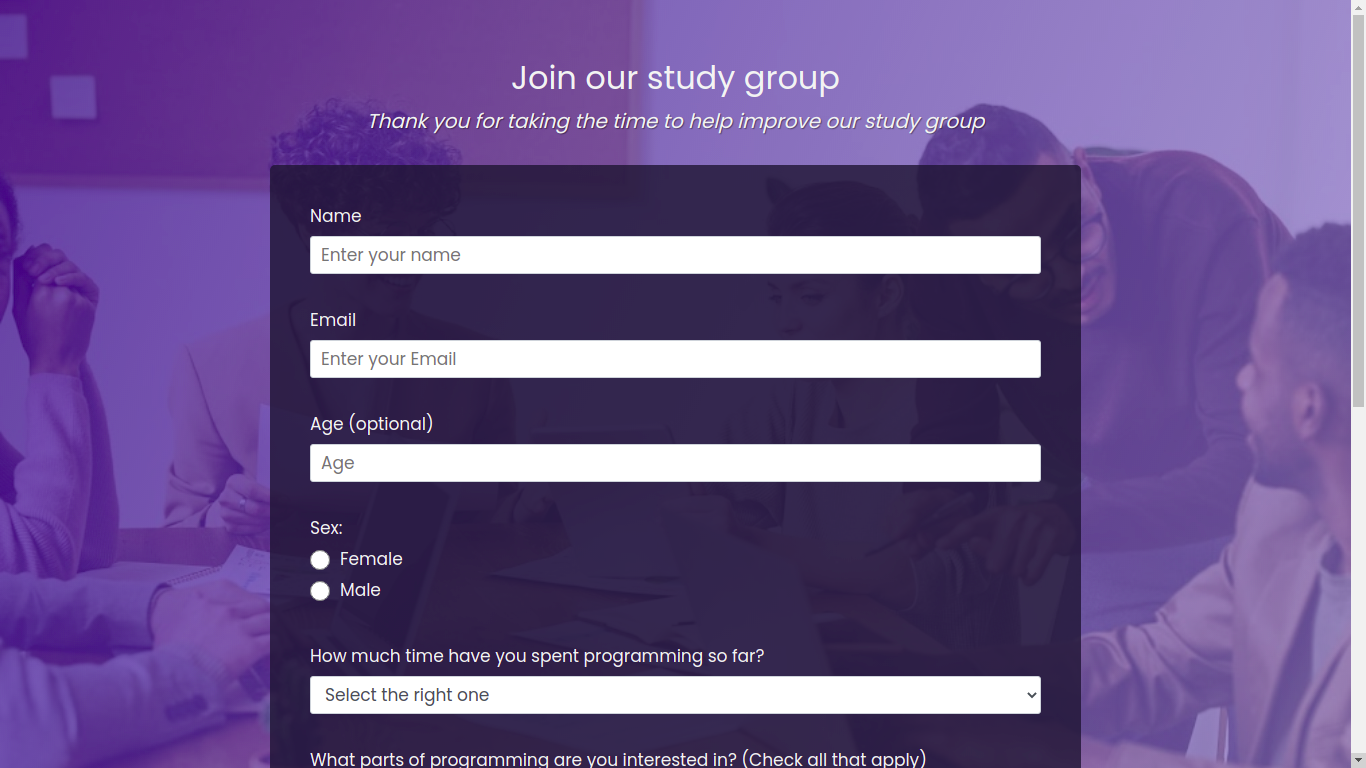 Join our study group
Thank you for taking the time to help improve our study group
Name
Enter your name
Email
Enter your Email
Age (optional)
Age
Sex:
Female
Male
How much time have you spent programming so far?
Select the right one
What parts of programming are you interested in? (Check all that apply)